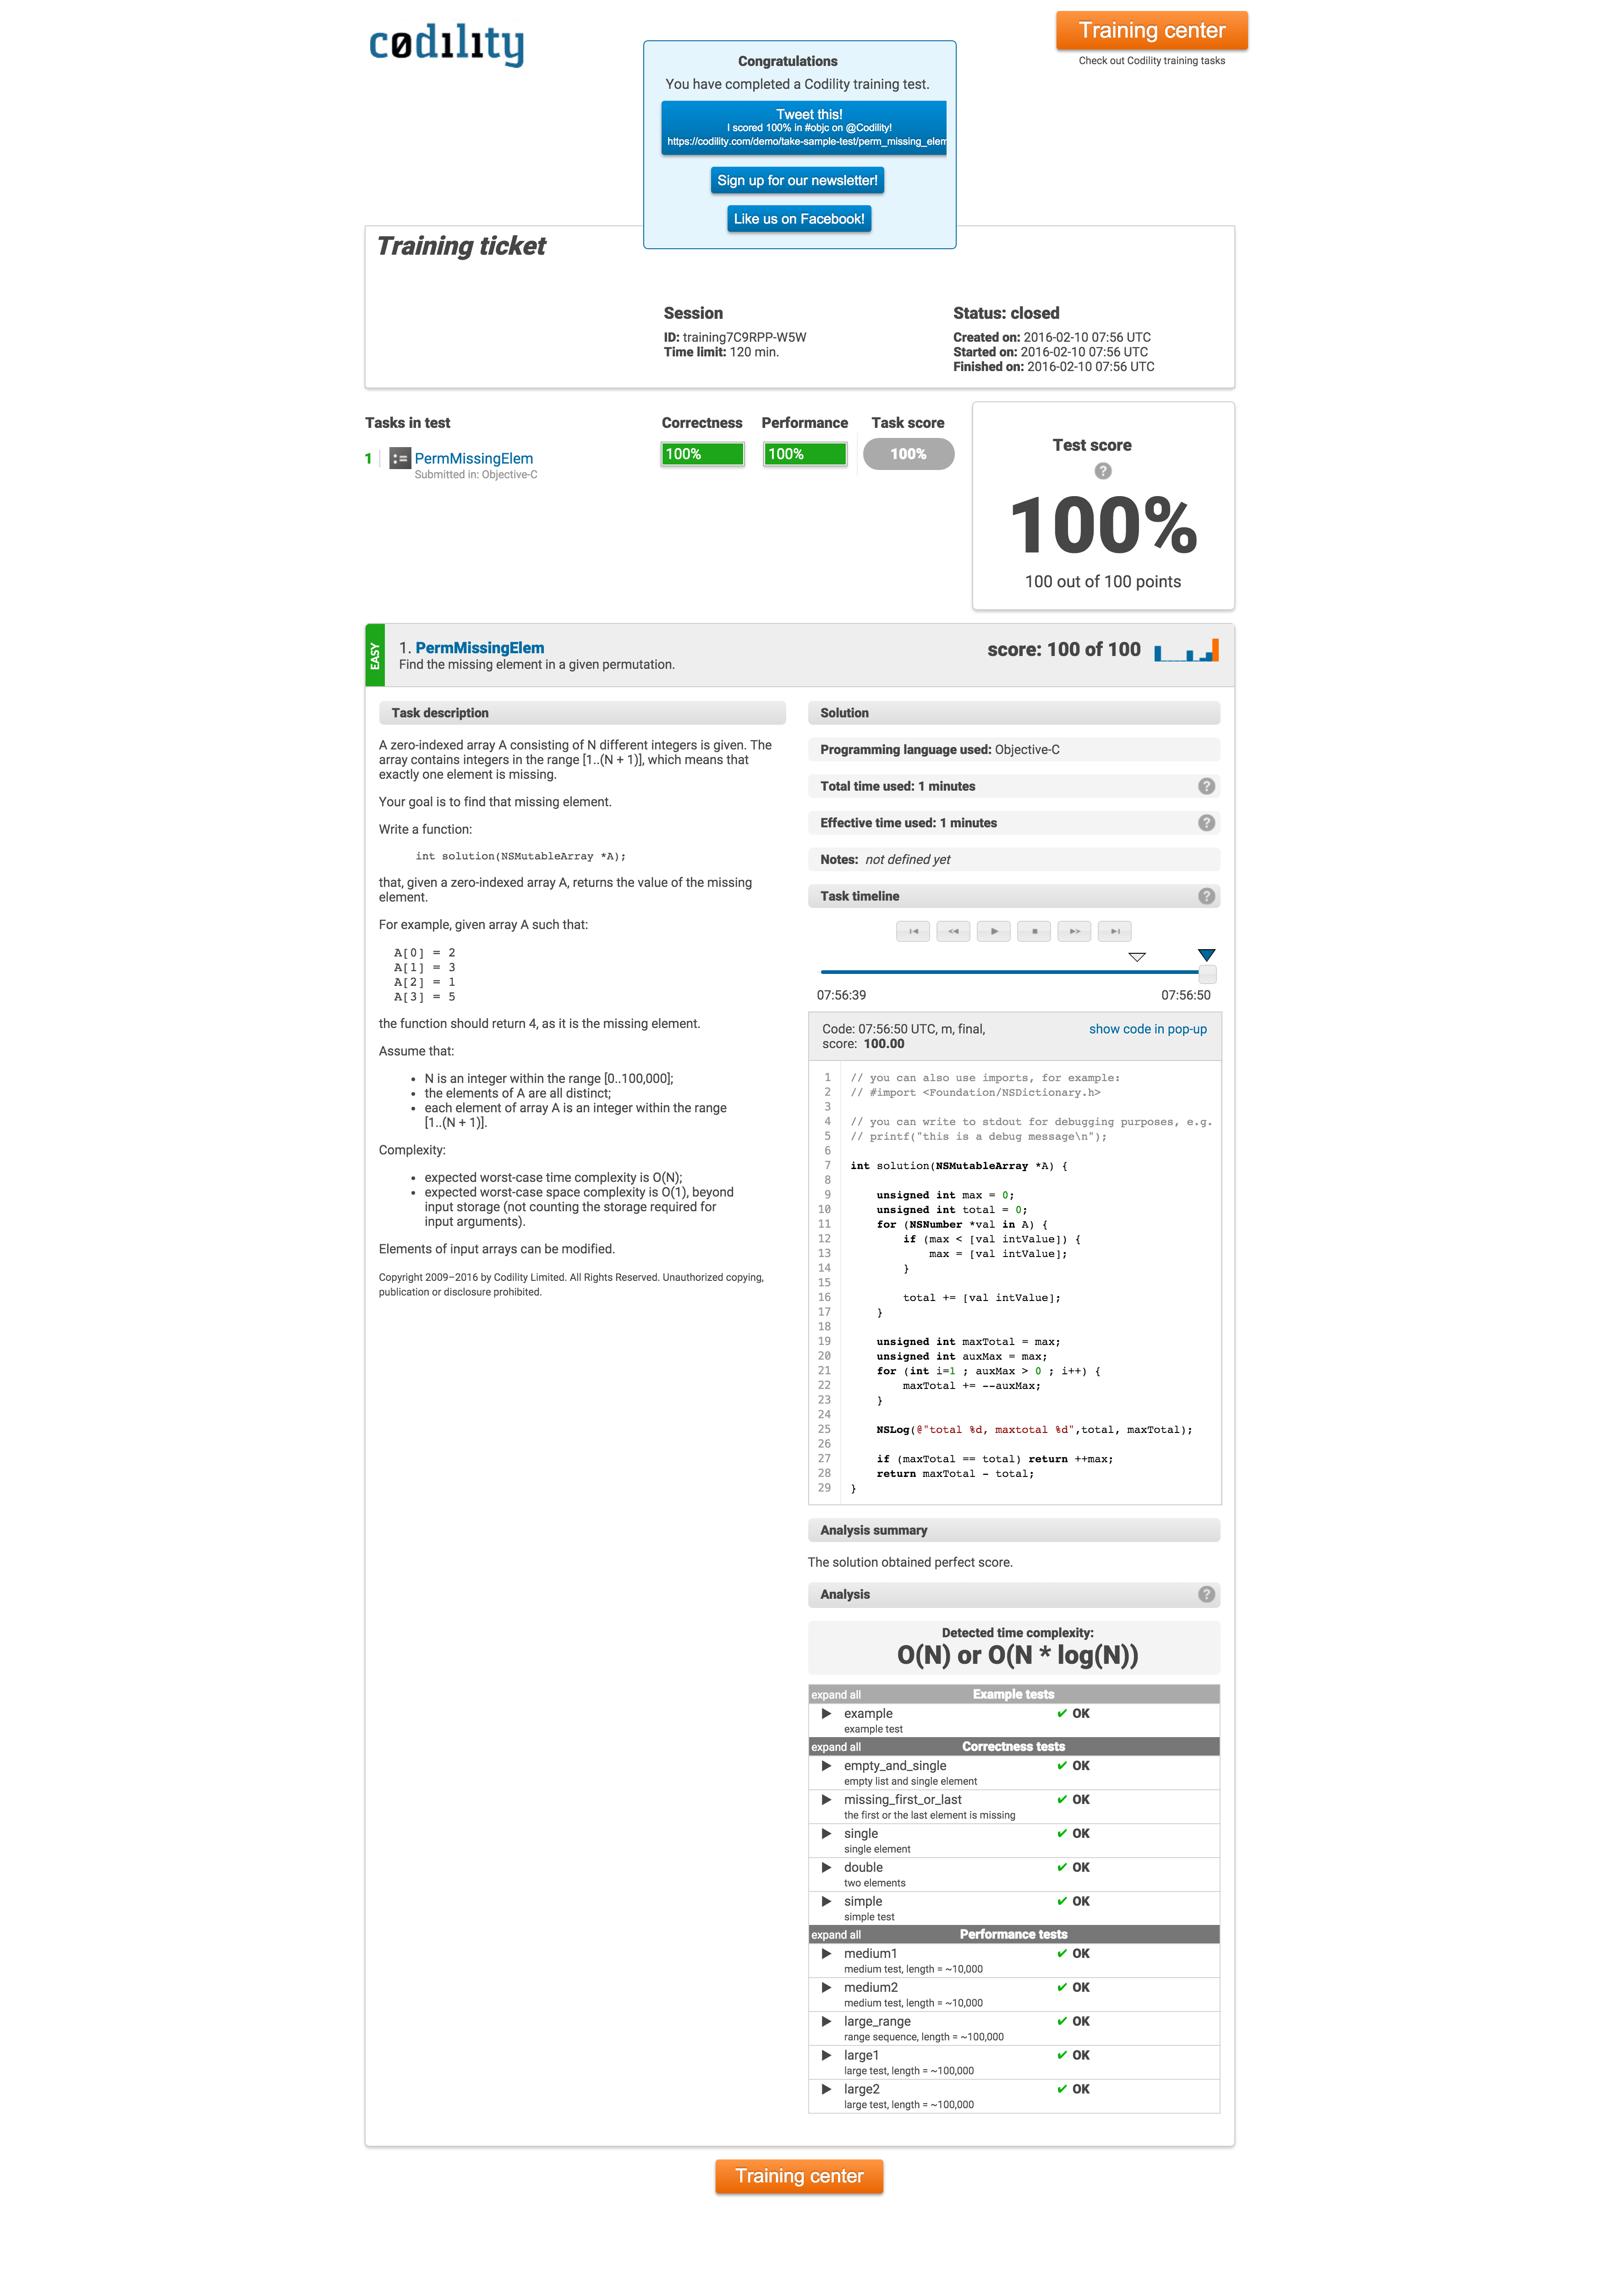 codility
Training center
Check out Codility training tasks
Congratulations
You have completed a Codility training test.
Tweet this!
I scored 100% in #objc on @Codility!
https://codility.com/demo/take-sample-test/perm_missing_elem
Sign up for our newsletter!
Like us on Facebook!
Training ticket
Session
ID: training7C9RPP-W5W
Time limit: 120 min.
Status: closed
Created on: 2016-02-10 07:56 UTC
Started on: 2016-02-10 07:56 UTC
Finished on: 2016-02-10 07:56 UTC
Tasks in test
Correctness
Performance
Task score
1
PermMissingElem
Submitted in: Objective-C
100%
100%
100%
Test score
?
100%
100 out of 100 points
EASY
1. PermMissingElem
Find the missing element in a given permutation.
score: 100 of 100
Task description
A zero-indexed array A consisting of N different integers is given. The
array contains integers in the range [1..(N + 1)], which means that
exactly one element is missing.
Your goal is to find that missing element.
Write a function:
int solution(NSMutableArray *A);
that, given a zero-indexed array A, returns the value of the missing
element.
For example, given array A such that:
A[0] = 2
A[1] = 3
A[2] = 1
A[3] = 5
the function should return 4, as it is the missing element.
Assume that:
• N is an integer within the range [0..100,000];
• the elements of A are all distinct;
• each element of array A is an integer within the range
[1..(N + 1)].
Complexity:
• expected worst-case time complexity is O(N);
• expected worst-case space complexity is O(1), beyond
input storage (not counting the storage required for
input arguments).
Elements of input arrays can be modified.
Copyright 2009–2016 by Codility Limited. All Rights Reserved. Unauthorized copying,
publication or disclosure prohibited.
Solution
Programming language used: Objective-C
Total time used: 1 minutes ?
Effective time used: 1 minutes ?
Notes: not defined yet
Task timeline ?
07:56:39
07:56:50
Code: 07:56:50 UTC, m, final,
score: 100.00
show code in pop-up
1 // you can also use imports, for example:
2 // #import <Foundation/NSDictionary.h>
3
4 // you can write to stdout for debugging purposes, e.g.
5 // printf("this is a debug message\n");
6
7 int solution(NSMutableArray *A) {
8
9     unsigned int max = 0;
10     unsigned int total = 0;
11     for (NSNumber *val in A) {
12         if (max < [val intValue]) {
13             max = [val intValue];
14         }
15
16         total += [val intValue];
17     }
18
19     unsigned int maxTotal = max;
20     unsigned int auxMax = max;
21     for (int i=1 ; auxMax > 0 ; i++) {
22         maxTotal += --auxMax;
23     }
24
25     NSLog(@"total %d, maxtotal %d",total, maxTotal);
26
27     if (maxTotal == total) return ++max;
28     return maxTotal - total;
29 }
Analysis summary
The solution obtained perfect score.
Analysis ?
Detected time complexity:
O(N) or O(N * log(N))
expand all Example tests
example ✔ OK
example test
expand all Correctness tests
empty_and_single ✔ OK
empty list and single element
missing_first_or_last ✔ OK
the first or the last element is missing
single ✔ OK
single element
double ✔ OK
two elements
simple ✔ OK
simple test
expand all Performance tests
medium1 ✔ OK
medium test, length = ~10,000
medium2 ✔ OK
medium test, length = ~10,000
large_range ✔ OK
range sequence, length = ~100,000
large1 ✔ OK
large test, length = ~100,000
large2 ✔ OK
large test, length = ~100,000
Training center